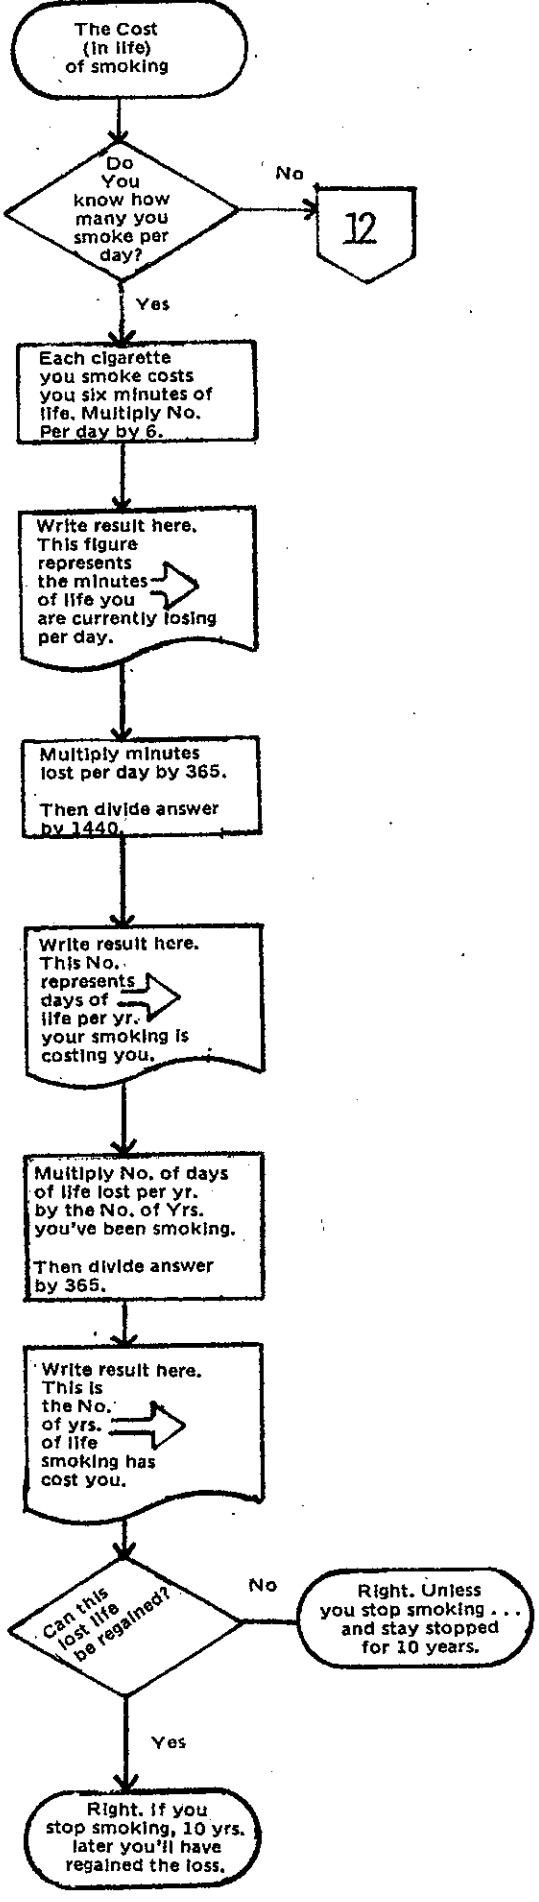 The Cost
(in life)
of smoking
Do
You
know how
many you
smoke per
day?
No
12
Yes
Each cigarette
you smoke costs
you six minutes of
life. Multiply No.
Per day by 6.
Write result here.
This figure
represents
the minutes
of life you
are currently losing
per day.
Multiply minutes
lost per day by 365.
Then divide answer
by 1440.
Write result here.
This No.
represents
days of
life per yr.
your smoking is
costing you.
Multiply No. of days
of life lost per yr.
by the No. of Yrs.
you've been smoking.
Then divide answer
by 365.
Write result here.
This is
the No.
of yrs.
of life
smoking has
cost you.
Can this
lost life
be regained?
No
Right. Unless
you stop smoking ...
and stay stopped
for 10 years.
Yes
Right. If you
stop smoking, 10 yrs.
later you'll have
regained the loss.